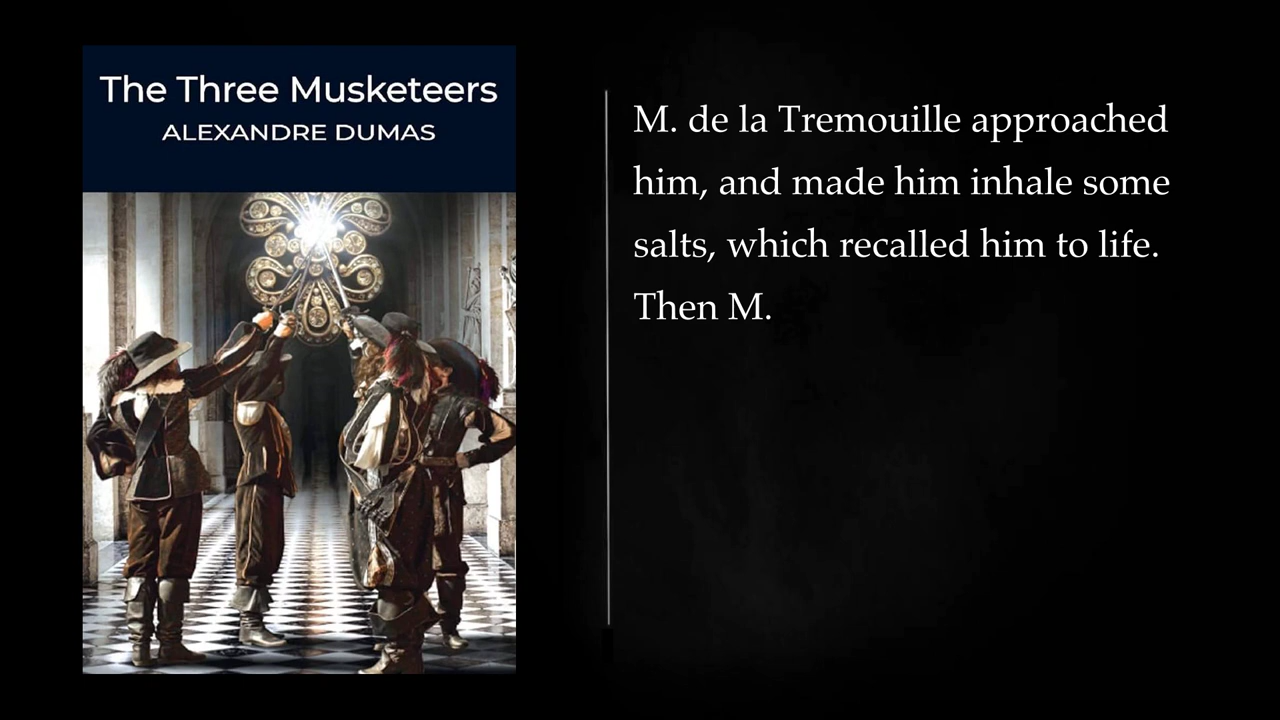 The Three Musketeers
ALEXANDRE DUMAS
M. de la Tremouille approached
him, and made him inhale some
salts, which recalled him to life.
Then M.